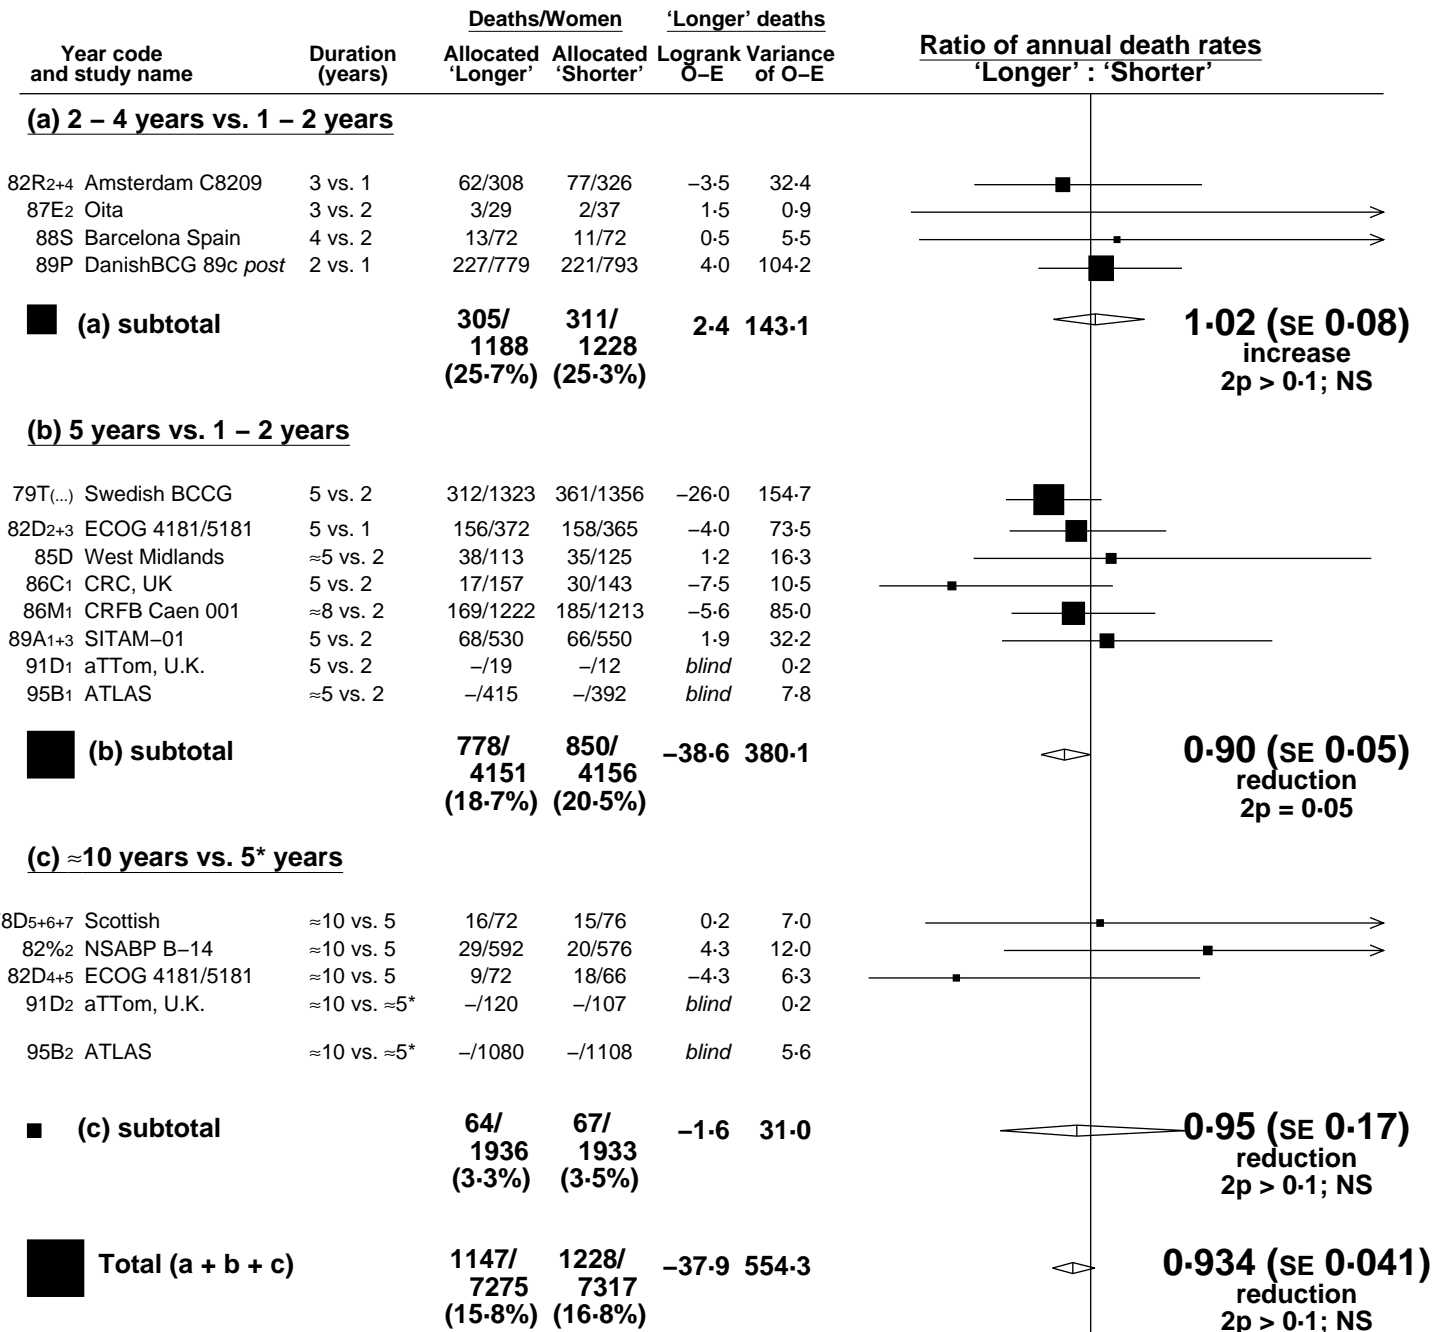 Deaths/Women ‘Longer’ deaths
Year code Duration Allocated Allocated Logrank Variance Ratio of annual death rates
and study name (years) ‘Longer’ ‘Shorter’ O–E of O–E ‘Longer’ : ‘Shorter’
(a) 2 – 4 years vs. 1 – 2 years
82R2+4 Amsterdam C8209 3 vs. 1 62/308 77/326 –3·5 32·4
87E2 Oita 3 vs. 2 3/29 2/37 1·5 0·9
88S Barcelona Spain 4 vs. 2 13/72 11/72 0·5 5·5
89P DanishBCG 89c post 2 vs. 1 227/779 221/793 4·0 104·2
(a) subtotal 305/ 311/ 2·4 143·1 1·02 (SE 0·08)
1188 1228 increase
(25·7%) (25·3%) 2p > 0·1; NS
(b) 5 years vs. 1 – 2 years
79T(...) Swedish BCCG 5 vs. 2 312/1323 361/1356 –26·0 154·7
82D2+3 ECOG 4181/5181 5 vs. 1 156/372 158/365 –4·0 73·5
85D West Midlands ≈5 vs. 2 38/113 35/125 1·2 16·3
86C1 CRC, UK 5 vs. 2 17/157 30/143 –7·5 10·5
86M1 CRFB Caen 001 ≈8 vs. 2 169/1222 185/1213 –5·6 85·0
89A1+3 SITAM–01 5 vs. 2 68/530 66/550 1·9 32·2
91D1 aTTom, U.K. 5 vs. 2 –/19 –/12 blind 0·2
95B1 ATLAS ≈5 vs. 2 –/415 –/392 blind 7·8
(b) subtotal 778/ 850/ –38·6 380·1 0·90 (SE 0·05)
4151 4156 reduction
(18·7%) (20·5%) 2p = 0·05
(c) ≈10 years vs. 5* years
8D5+6+7 Scottish ≈10 vs. 5 16/72 15/76 0·2 7·0
82%2 NSABP B–14 ≈10 vs. 5 29/592 20/576 4·3 12·0
82D4+5 ECOG 4181/5181 ≈10 vs. 5 9/72 18/66 –4·3 6·3
91D2 aTTom, U.K. ≈10 vs. ≈5* –/120 –/107 blind 0·2
95B2 ATLAS ≈10 vs. ≈5* –/1080 –/1108 blind 5·6
(c) subtotal 64/ 67/ –1·6 31·0 0·95 (SE 0·17)
1936 1933 reduction
(3·3%) (3·5%) 2p > 0·1; NS
Total (a + b + c) 1147/ 1228/ –37·9 554·3 0·934 (SE 0·041)
7275 7317 reduction
(15·8%) (16·8%) 2p > 0·1; NS